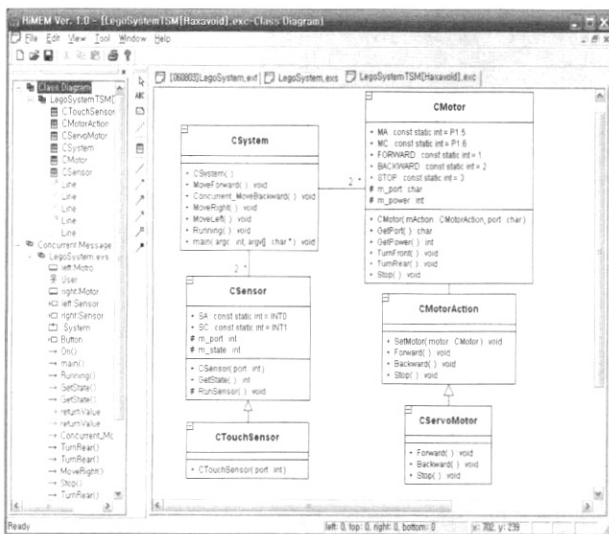 HiMEM Ver. 1.0 - [LegoSystemTSM[Haxavoid].exc-Class Diagram]
File Edit View Tool Window Help
[060803]LegoSystem.exf LegoSystem.exs LegoSystemTSM[Haxavoid].exc
Class Diagram
LegoSystemTSM[
CTouchSensor
CMotorAction
CServoMotor
CSystem
CMotor
CSensor
Line
Line
Line
Line
Line
Concurrent Message
LegoSystem.evs
left:Motro
User
right:Motor
left:Sensor
right:Sensor
System
Button
On()
main()
Running()
GetState()
GetState()
returnValue
returnValue
Concurrent_Mc
TurnRear()
TurnRear()
MoveRight()
Stop()
TurnRear()
ABC
CSystem
CSystem( )
MoveForward( ) void
Concurrent_MoveBackward( ) void
MoveRight( ) void
MoveLeft( ) void
Running( ) void
main( argc int, argv[] char* ) void
2..*
2..*
CMotor
MA const static int = P1.5
MC const static int = P1.6
FORWARD const static int = 1
BACKWARD const static int = 2
STOP const static int = 3
# m_port char
# m_power int
CMotor( mAction CMotorAction, port char )
GetPort( ) char
GetPower( ) int
TurnFront( ) void
TurnRear( ) void
Stop( ) void
CSensor
SA const static int = INT0
SC const static int = INT1
# m_port int
# m_state int
CSensor( port int )
GetState( ) int
# RunSensor( ) void
CMotorAction
SetMotor( motor CMotor ) void
Forward( ) void
Backward( ) void
Stop( ) void
CTouchSensor
CTouchSensor( port int )
CServoMotor
Forward( ) void
Backward( ) void
Stop( ) void
Ready left: 0, top: 0, right: 0, bottom: 0 x: 702, y: 239